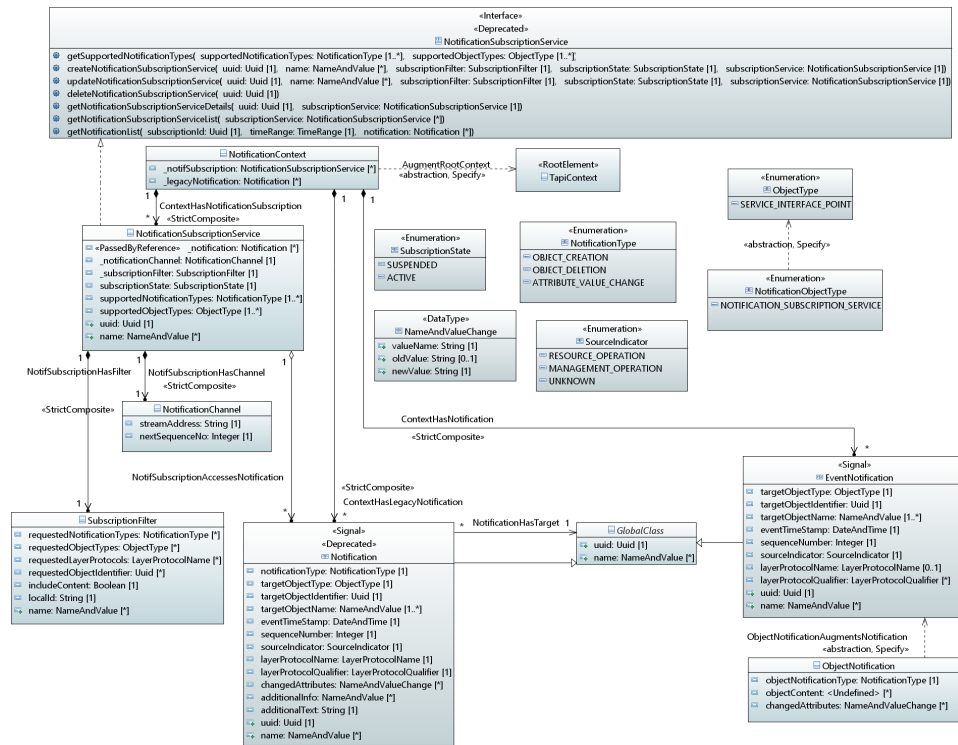 «Interface»
«Deprecated»
NotificationSubscriptionService
getSupportedNotificationTypes( supportedNotificationTypes: NotificationType [1..*], supportedObjectTypes: ObjectType [1..*]
createNotificationSubscriptionService( uuid: Uuid [1], name: NameAndValue [*], subscriptionFilter: SubscriptionFilter [1], subscriptionState: SubscriptionState [1], subscriptionService: NotificationSubscriptionService [1])
updateNotificationSubscriptionService( uuid: Uuid [1], name: NameAndValue [*], subscriptionFilter: SubscriptionFilter [1], subscriptionState: SubscriptionState [1], subscriptionService: NotificationSubscriptionService [1])
deleteNotificationSubscriptionService( uuid: Uuid [1])
getNotificationSubscriptionServiceDetails( uuid: Uuid [1], subscriptionService: NotificationSubscriptionService [1])
getNotificationSubscriptionServiceList( subscriptionService: NotificationSubscriptionService [*])
getNotificationList( subscriptionId: Uuid [1], timeRange: TimeRange [1], notification: Notification [*])
NotificationContext
_notifSubscription: NotificationSubscriptionService [*]
_legacyNotification: Notification [*]
AugmentRootContext
«abstraction, Specify»
«RootElement»
TapiContext
«Enumeration»
ObjectType
SERVICE_INTERFACE_POINT
«abstraction, Specify»
«Enumeration»
NotificationObjectType
NOTIFICATION_SUBSCRIPTION_SERVICE
1
1
1
ContextHasNotificationSubscription
*
«StrictComposite»
NotificationSubscriptionService
«PassedByReference» _notification: Notification [*]
_notificationChannel: NotificationChannel [1]
_subscriptionFilter: SubscriptionFilter [1]
subscriptionState: SubscriptionState [1]
supportedNotificationTypes: NotificationType [1..*]
supportedObjectTypes: ObjectType [1..*]
uuid: Uuid [1]
name: NameAndValue [*]
«Enumeration»
SubscriptionState
SUSPENDED
ACTIVE
«Enumeration»
NotificationType
OBJECT_CREATION
OBJECT_DELETION
ATTRIBUTE_VALUE_CHANGE
«DataType»
NameAndValueChange
valueName: String [1]
oldValue: String [0..1]
newValue: String [1]
«Enumeration»
SourceIndicator
RESOURCE_OPERATION
MANAGEMENT_OPERATION
UNKNOWN
1
1
1
NotifSubscriptionHasFilter
NotifSubscriptionHasChannel
«StrictComposite»
«StrictComposite»
1
NotificationChannel
streamAddress: String [1]
nextSequenceNo: Integer [1]
ContextHasNotification
«StrictComposite»
*
NotifSubscriptionAccessesNotification
«StrictComposite»
ContextHasLegacyNotification
1
*
*
SubscriptionFilter
requestedNotificationTypes: NotificationType [*]
requestedObjectTypes: ObjectType [*]
requestedLayerProtocols: LayerProtocolName [*]
requestedObjectIdentifier: Uuid [*]
includeContent: Boolean [1]
localId: String [1]
name: NameAndValue [*]
«Signal»
«Deprecated»
Notification
notificationType: NotificationType [1]
targetObjectType: ObjectType [1]
targetObjectIdentifier: Uuid [1]
targetObjectName: NameAndValue [1..*]
eventTimeStamp: DateAndTime [1]
sequenceNumber: Integer [1]
sourceIndicator: SourceIndicator [1]
layerProtocolName: LayerProtocolName [1]
layerProtocolQualifier: LayerProtocolQualifier [1]
changedAttributes: NameAndValueChange [*]
additionalInfo: NameAndValue [*]
additionalText: String [1]
uuid: Uuid [1]
name: NameAndValue [*]
*
NotificationHasTarget
1
GlobalClass
uuid: Uuid [1]
name: NameAndValue [*]
«Signal»
EventNotification
targetObjectType: ObjectType [1]
targetObjectIdentifier: Uuid [1]
targetObjectName: NameAndValue [1..*]
eventTimeStamp: DateAndTime [1]
sequenceNumber: Integer [1]
sourceIndicator: SourceIndicator [1]
layerProtocolName: LayerProtocolName [0..1]
layerProtocolQualifier: LayerProtocolQualifier [*]
uuid: Uuid [1]
name: NameAndValue [*]
ObjectNotificationAugmentsNotification
«abstraction, Specify»
ObjectNotification
objectNotificationType: NotificationType [1]
objectContent: <Undefined> [*]
changedAttributes: NameAndValueChange [*]